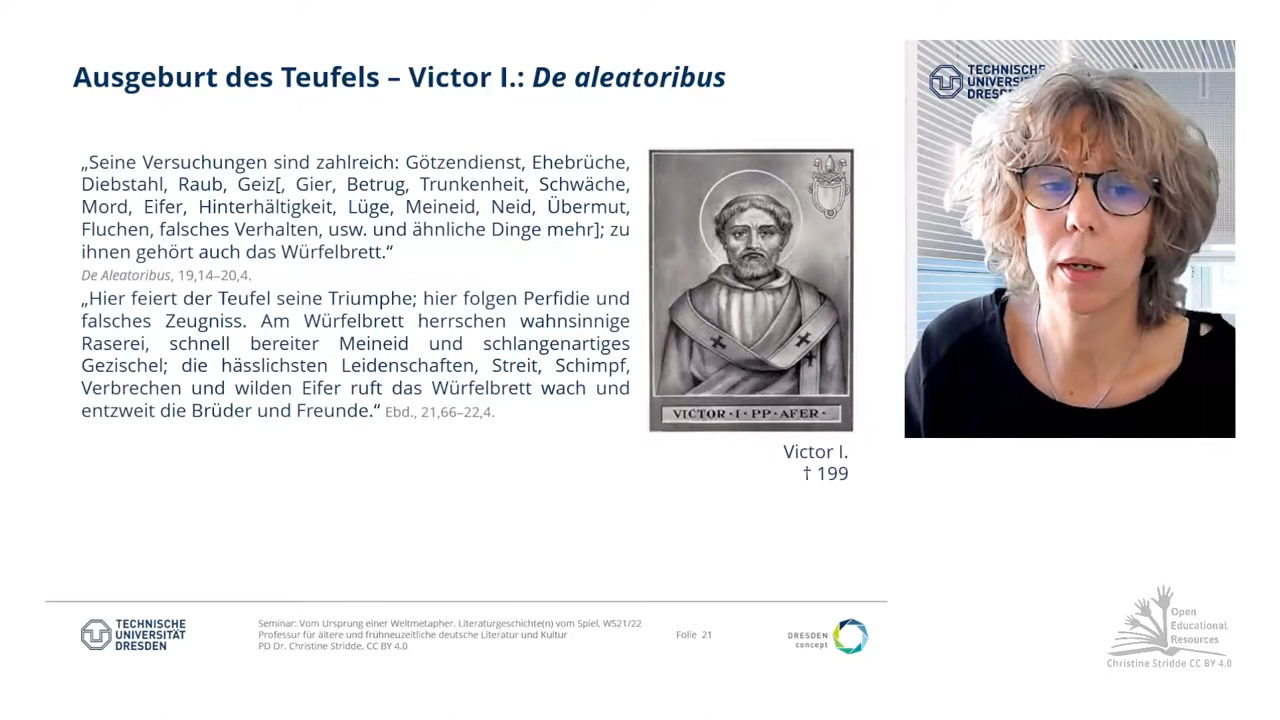 Ausgeburt des Teufels – Victor I.: De aleatoribus
„Seine Versuchungen sind zahlreich: Götzendienst, Ehebrüche,
Diebstahl, Raub, Geiz[, Gier, Betrug, Trunkenheit, Schwäche,
Mord, Eifer, Hinterhältigkeit, Lüge, Meineid, Neid, Übermut,
Fluchen, falsches Verhalten, usw. und ähnliche Dinge mehr]; zu
ihnen gehört auch das Würfelbrett.“
De Aleatoribus, 19,14–20,4.
„Hier feiert der Teufel seine Triumphe; hier folgen Perfidie und
falsches Zeugniss. Am Würfelbrett herrschen wahnsinnige
Raserei, schnell bereiter Meineid und schlangenartiges
Gezischel; die hässlichsten Leidenschaften, Streit, Schimpf,
Verbrechen und wilden Eifer ruft das Würfelbrett wach und
entzweit die Brüder und Freunde.“ Ebd., 21,66–22,4.
VICTOR·I·PP·AFER·
Victor I.
† 199
TECHNISCHE
UNIVERSITÄT
DRESDEN
TECHNISCHE
UNIVERSITÄT
DRESDEN
Seminar: Vom Ursprung einer Weltmetapher. Literaturgeschichte(n) vom Spiel, WS21/22
Professur für ältere und frühneuzeitliche deutsche Literatur und Kultur
PD Dr. Christine Stridde, CC BY 4.0
Folie 21
DRESDEN
concept
Open
Educational
Resources
Christine Stridde CC BY 4.0